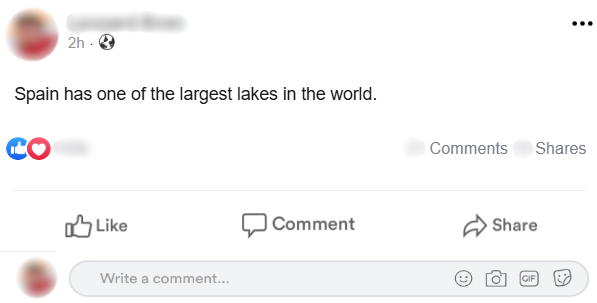 2h ·
Spain has one of the largest lakes in the world.
Comments Shares
Like Comment Share
Write a comment...
GIF